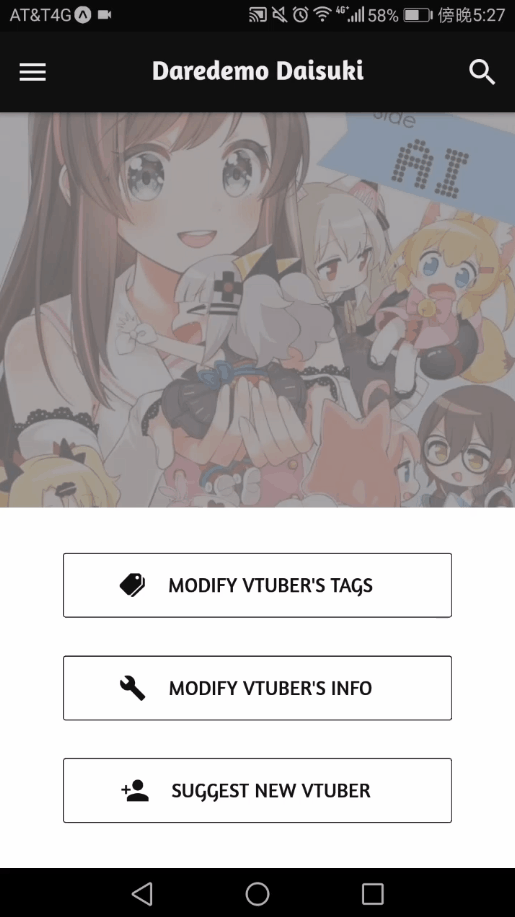 AT&T4G 4G+ 58% 傍晚5:27
Daredemo Daisuki
Side
AI
MODIFY VTUBER'S TAGS
MODIFY VTUBER'S INFO
SUGGEST NEW VTUBER